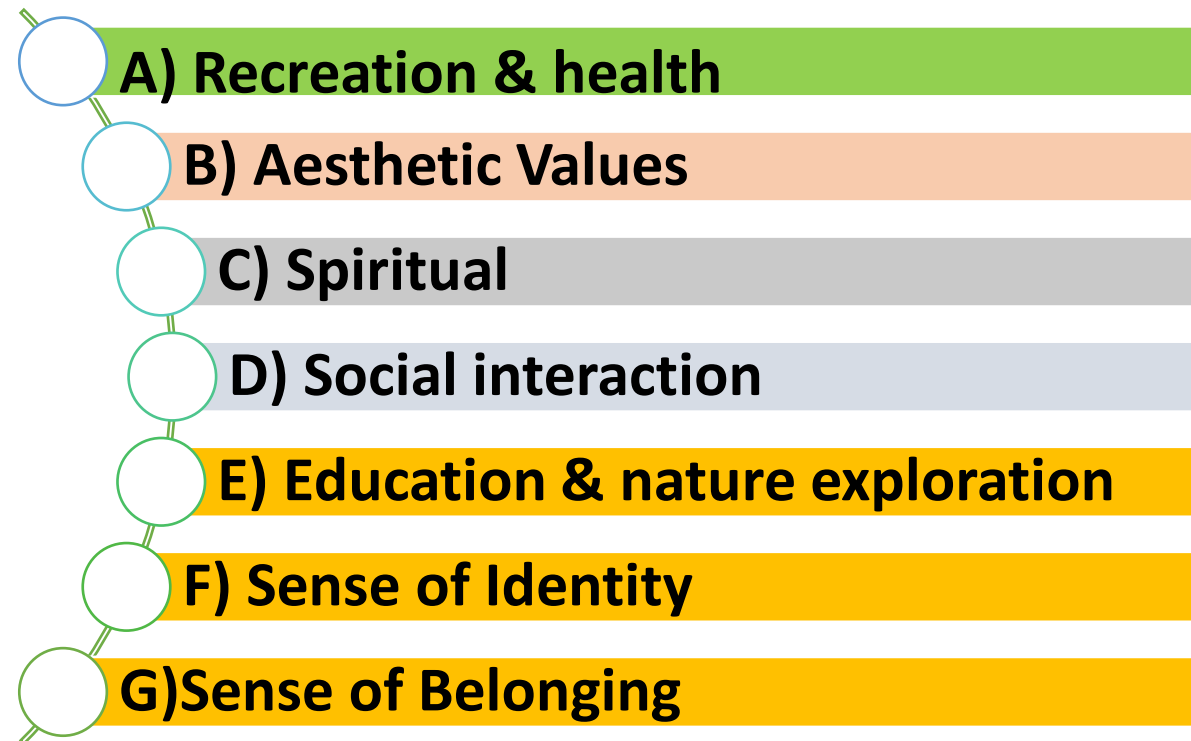 A) Recreation & health
B) Aesthetic Values
C) Spiritual
D) Social interaction
E) Education & nature exploration
F) Sense of Identity
G)Sense of Belonging